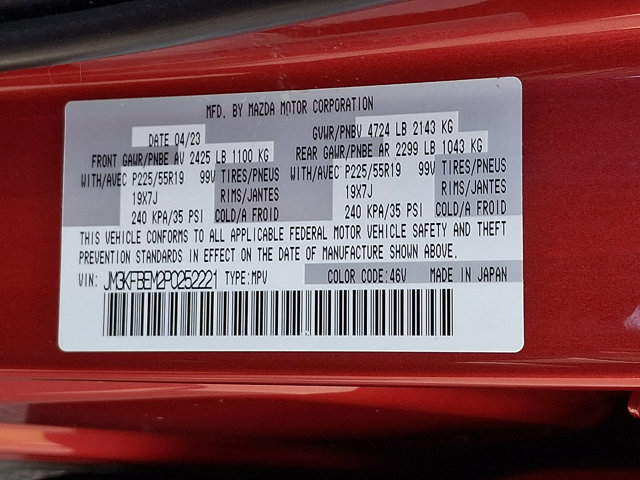 MFD. BY MAZDA MOTOR CORPORATION
DATE 04/23 GVWR/PNBV 4724 LB 2143 KG
FRONT GAWR/PNBE AV 2425 LB 1100 KG REAR GAWR/PNBE AR 2299 LB 1043 KG
WITH/AVEC P225/55R19 99V TIRES/PNEUS WITH/AVEC P225/55R19 99V TIRES/PNEUS
19X7J RIMS/JANTES 19X7J RIMS/JANTES
240 KPA/35 PSI COLD/A FROID 240 KPA/35 PSI COLD/A FROID
THIS VEHICLE CONFORMS TO ALL APPLICABLE FEDERAL MOTOR VEHICLE SAFETY AND THEFT
PREVENTION STANDARDS IN EFFECT ON THE DATE OF MANUFACTURE SHOWN ABOVE.
VIN: JM3KFBEM2P0252221 TYPE:MPV COLOR CODE:46V MADE IN JAPAN